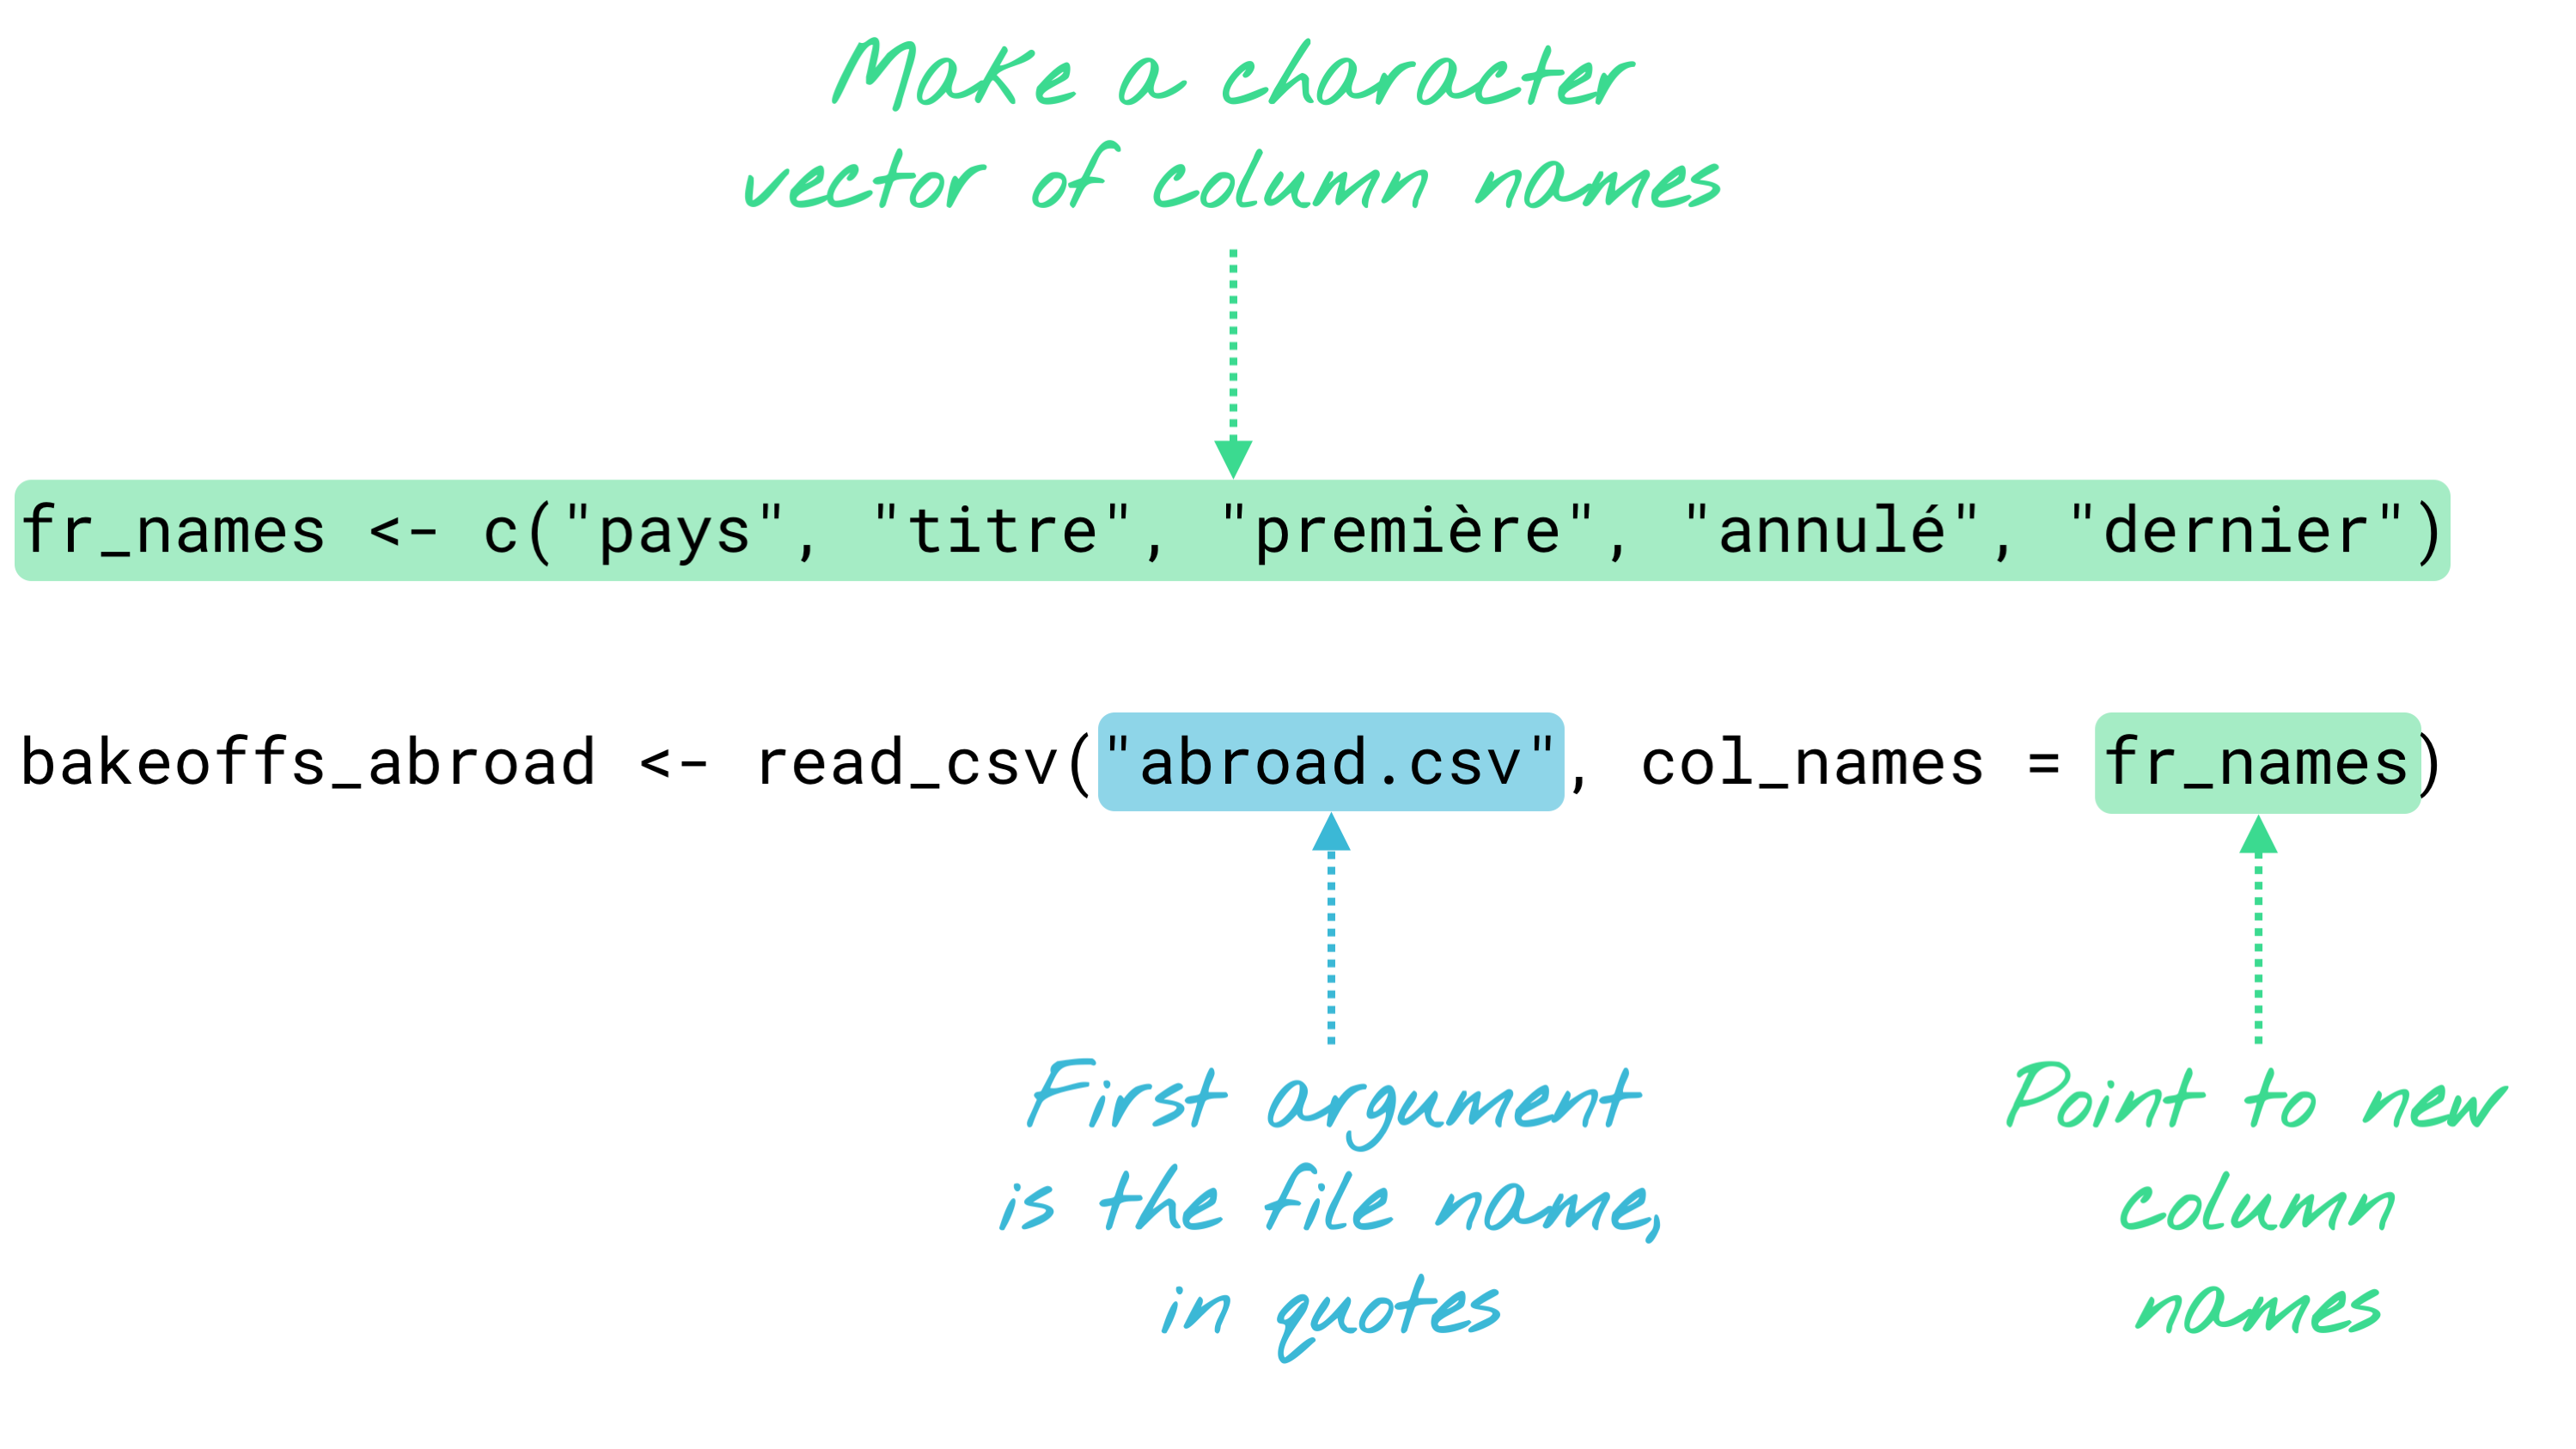 Make a character
vector of column names
fr_names <- c("pays", "titre", "première", "annulé", "dernier")
bakeoffs_abroad <- read_csv("abroad.csv", col_names = fr_names)
First argument
is the file name,
in quotes
Point to new
column
names